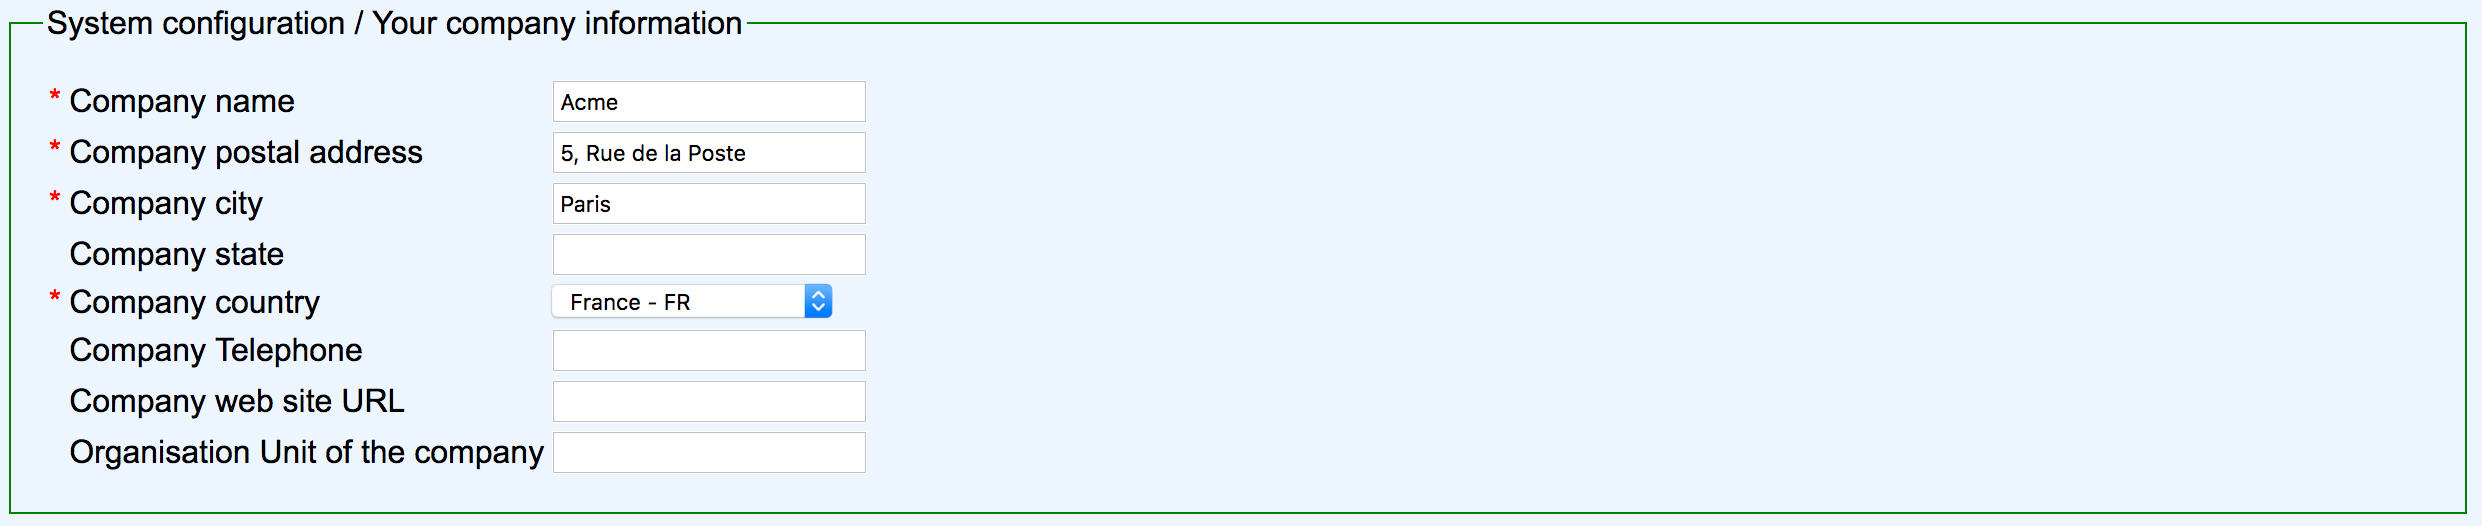 System configuration / Your company information
* Company name Acme
* Company postal address 5, Rue de la Poste
* Company city Paris
Company state
* Company country France - FR
Company Telephone
Company web site URL
Organisation Unit of the company